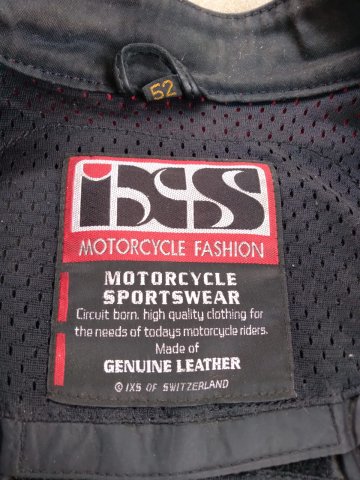 52
iXS
MOTORCYCLE FASHION
MOTORCYCLE
SPORTSWEAR
Circuit born, high quality clothing for
the needs of todays motorcycle riders.
Made of
GENUINE LEATHER
© IXS OF SWITZERLAND